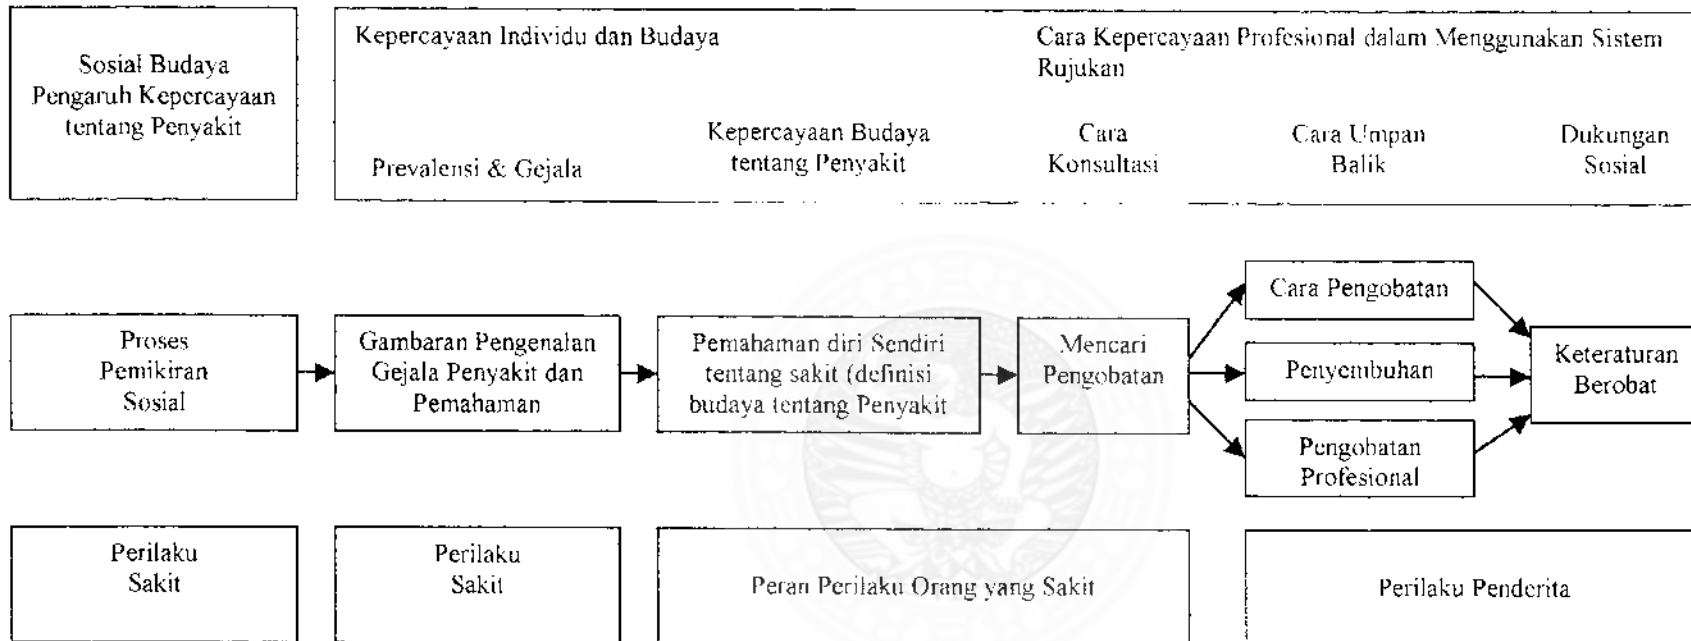 Sosial Budaya
Pengaruh Kepercayaan
tentang Penyakit
Kepercayaan Individu dan Budaya
Prevalensi & Gejala
Kepercayaan Budaya
tentang Penyakit
Cara Kepercayaan Profesional dalam Menggunakan Sistem
Rujukan
Cara
Konsultasi
Cara Umpan
Balik
Dukungan
Sosial
Proses
Pemikiran
Sosial
Gambaran Pengenalan
Gejala Penyakit dan
Pemahaman
Pemahaman diri Sendiri
tentang sakit (definisi
budaya tentang Penyakit
Mencari
Pengobatan
Cara Pengobatan
Penyembuhan
Pengobatan
Profesional
Keteraturan
Berobat
Perilaku
Sakit
Perilaku
Sakit
Peran Perilaku Orang yang Sakit
Perilaku Penderita